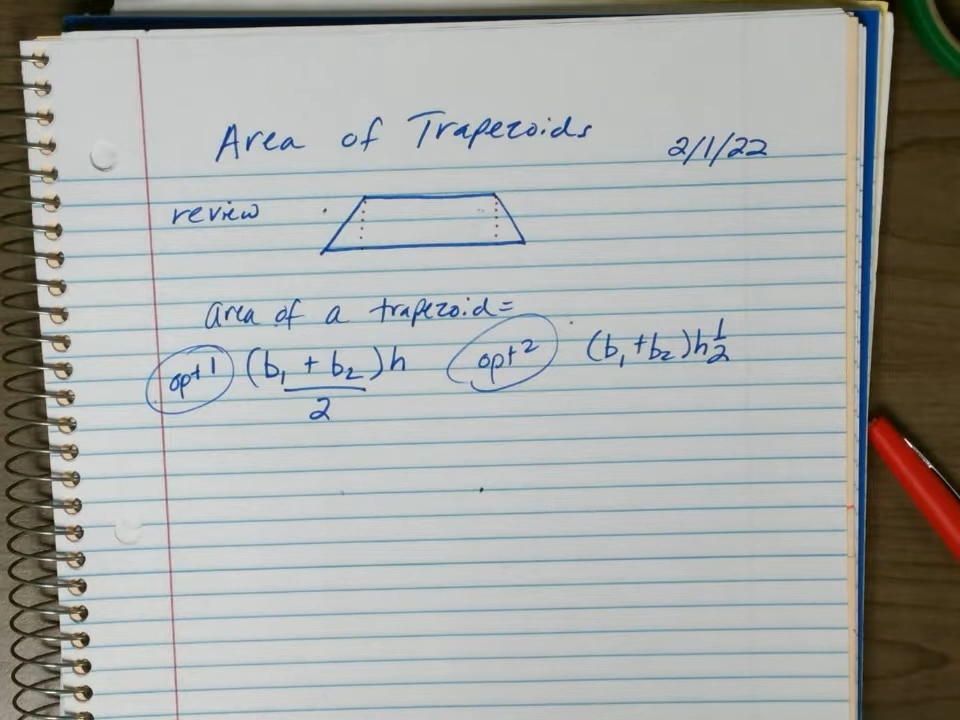 Area of Trapezoids 2/1/22
review
area of a trapezoid=
opt 1 (b₁ + b₂)h / 2 opt 2 (b₁+b₂)h½